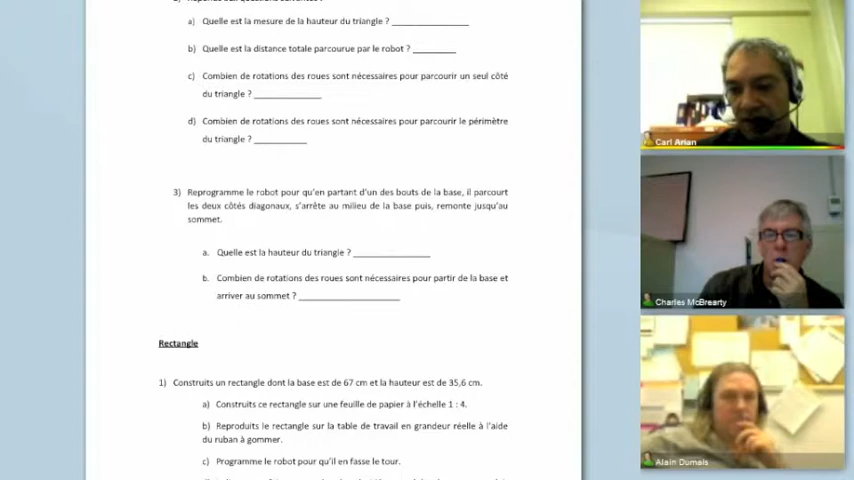 a) Quelle est la mesure de la hauteur du triangle ? _______________
b) Quelle est la distance totale parcourue par le robot ? ________
c) Combien de rotations des roues sont nécessaires pour parcourir un seul côté
du triangle ? _____________
d) Combien de rotations des roues sont nécessaires pour parcourir le périmètre
du triangle ? __________
3) Reprogramme le robot pour qu'en partant d'un des bouts de la base, il parcourt
les deux côtés diagonaux, s'arrête au milieu de la base puis, remonte jusqu'au
sommet.
a. Quelle est la hauteur du triangle ? _______________
b. Combien de rotations des roues sont nécessaires pour partir de la base et
arriver au sommet ? ____________________
Rectangle
1) Construits un rectangle dont la base est de 67 cm et la hauteur est de 35,6 cm.
a) Construits ce rectangle sur une feuille de papier à l'échelle 1 : 4.
b) Reproduits le rectangle sur la table de travail en grandeur réelle à l'aide
du ruban à gommer.
c) Programme le robot pour qu'il en fasse le tour.
Carl Arian
Charles McBrearty
Alain Dumais